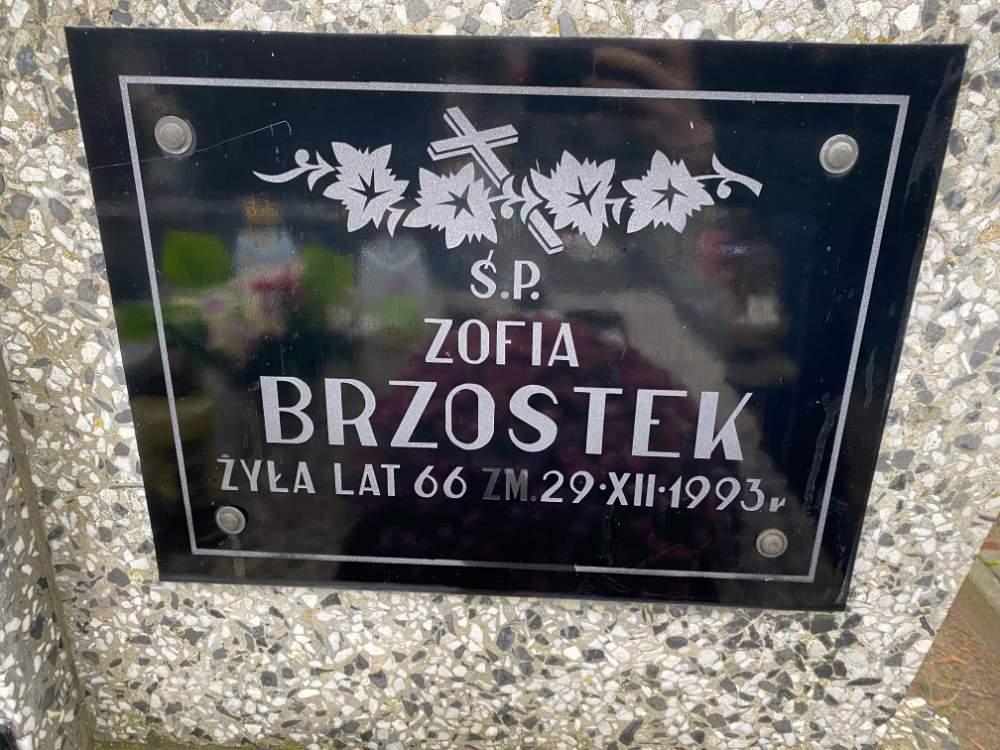 Ś.P.
ZOFIA
BRZOSTEK
ŻYŁA LAT 66 ZM. 29·XII·1993r